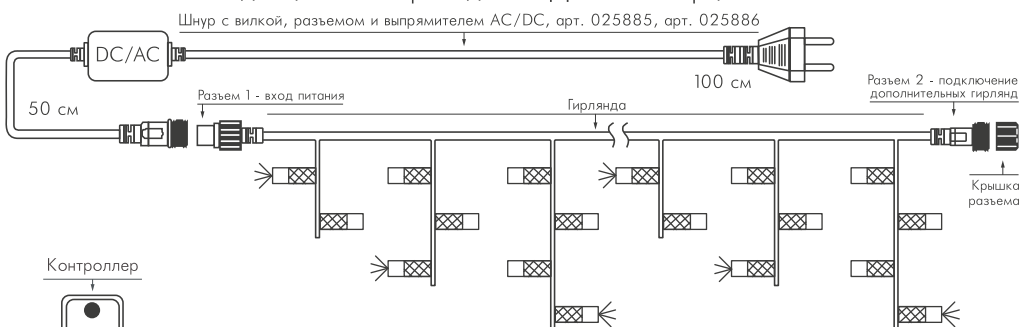 Шнур с вилкой, разъемом и выпрямителем AC/DC, арт. 025885, арт. 025886
DC/AC
100 см
50 см
Разъем 1 - вход питания
Гирлянда
Разъем 2 - подключение
дополнительных гирлянд
Крышка
разъема
Контроллер